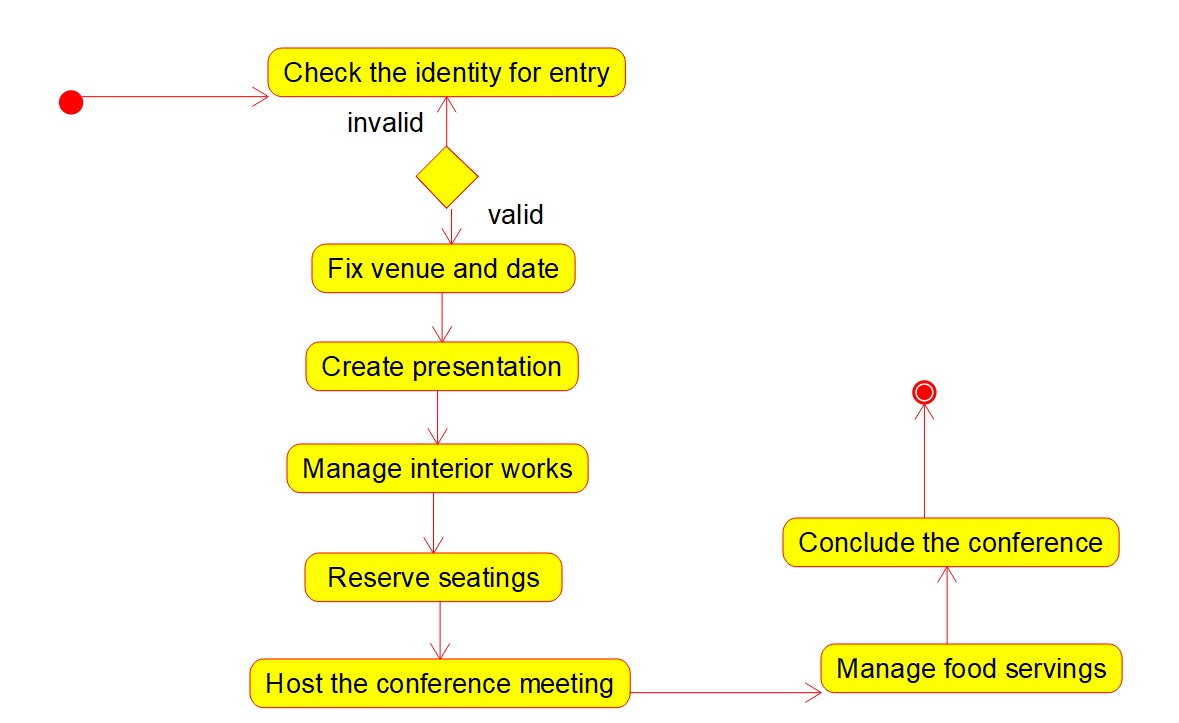 Check the identity for entry
invalid
valid
Fix venue and date
Create presentation
Manage interior works
Reserve seatings
Host the conference meeting
Manage food servings
Conclude the conference